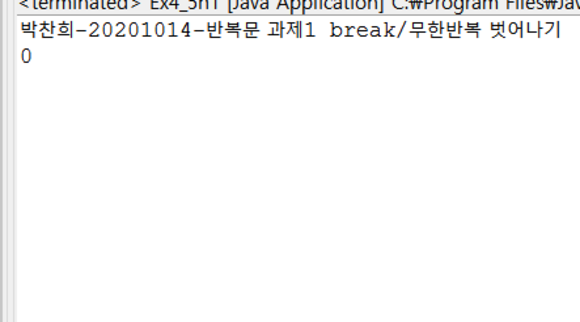 <terminated> Ex4_5h1 [Java Application] C:₩Program Files₩Jav
박찬희-20201014-반복문 과제1 break/무한반복 벗어나기
0